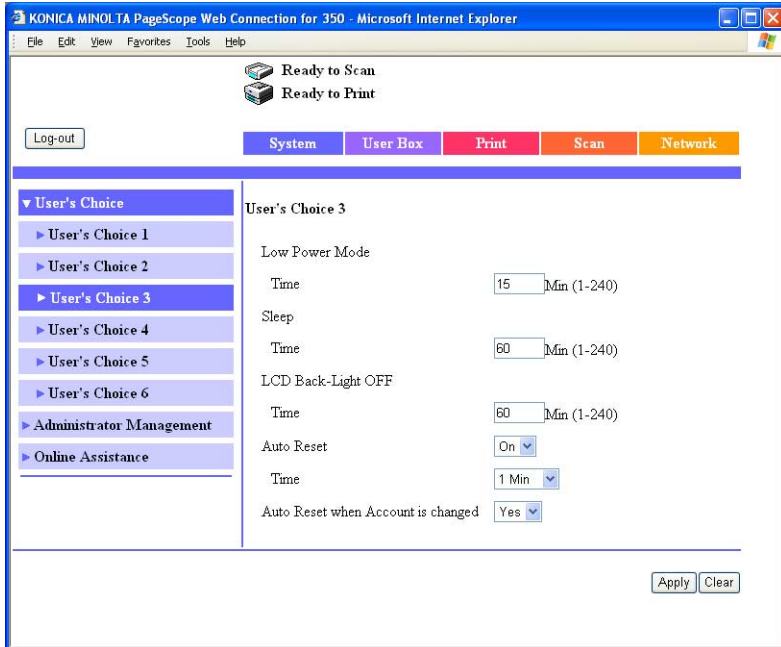 KONICA MINOLTA PageScope Web Connection for 350 - Microsoft Internet Explorer
File Edit View Favorites Tools Help
Ready to Scan
Ready to Print
Log-out
System User Box Print Scan Network
User's Choice
User's Choice 1
User's Choice 2
User's Choice 3
User's Choice 4
User's Choice 5
User's Choice 6
Administrator Management
Online Assistance
User's Choice 3
Low Power Mode
Time 15 Min (1-240)
Sleep
Time 60 Min (1-240)
LCD Back-Light OFF
Time 60 Min (1-240)
Auto Reset On
Time 1 Min
Auto Reset when Account is changed Yes
Apply Clear